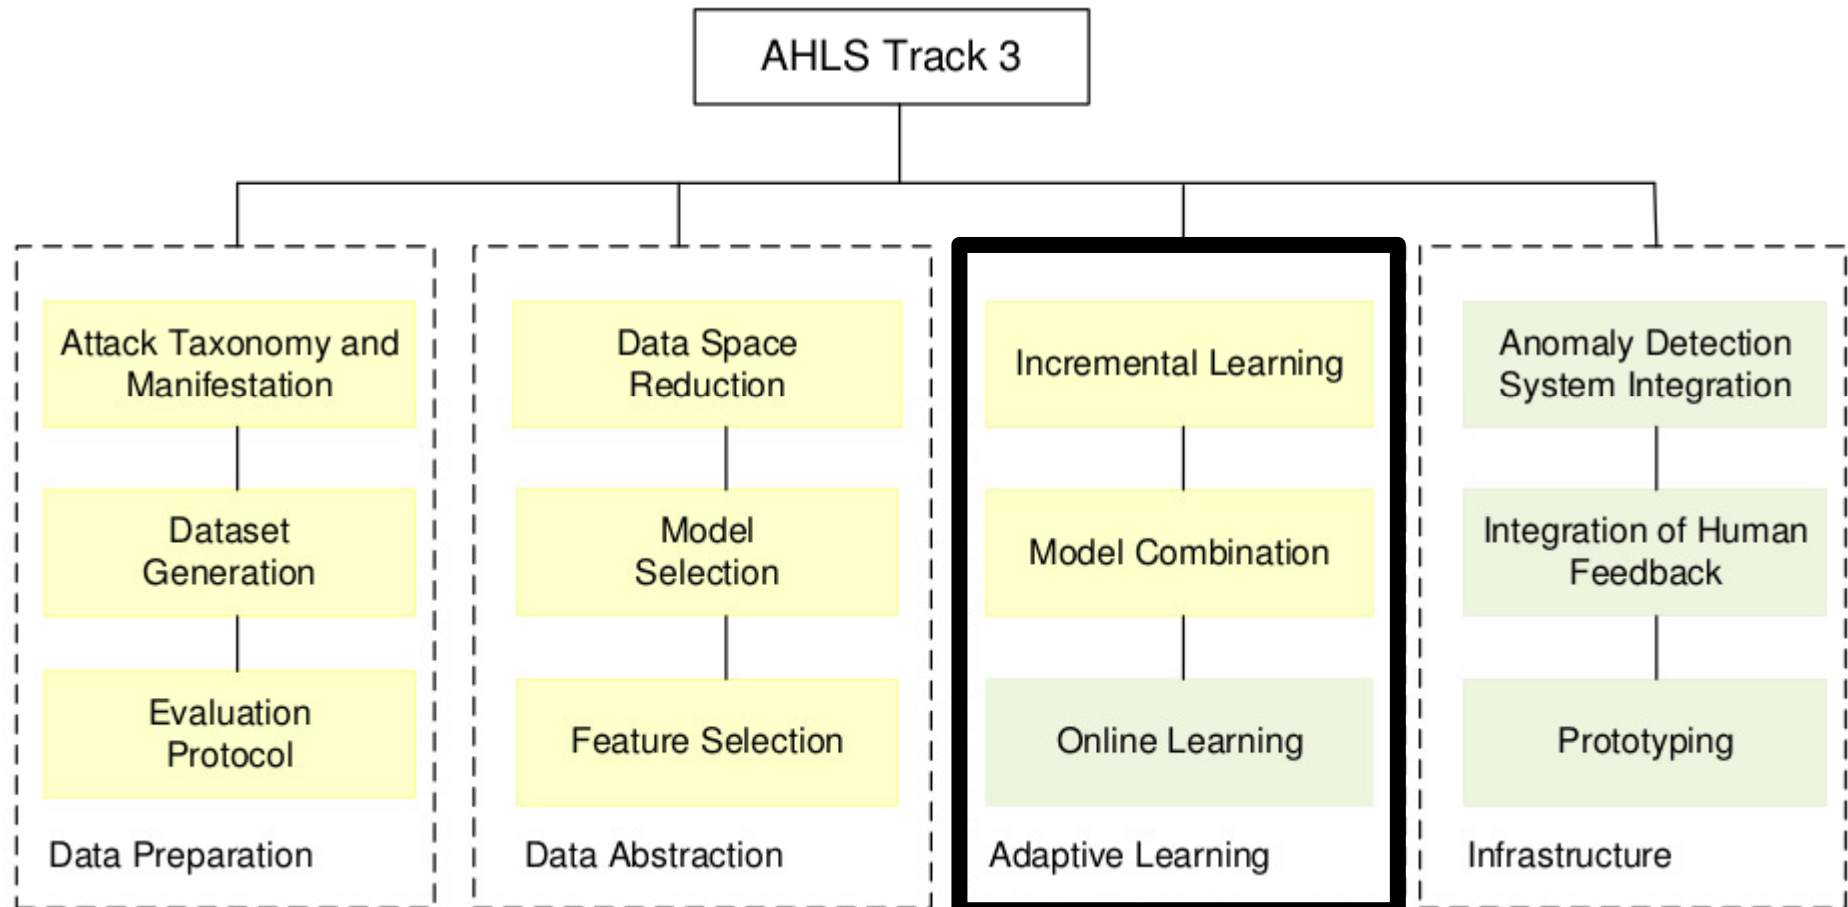 AHLS Track 3
Attack Taxonomy and
Manifestation
Dataset
Generation
Evaluation
Protocol
Data Preparation
Data Space
Reduction
Model
Selection
Feature Selection
Data Abstraction
Incremental Learning
Model Combination
Online Learning
Adaptive Learning
Anomaly Detection
System Integration
Integration of Human
Feedback
Prototyping
Infrastructure